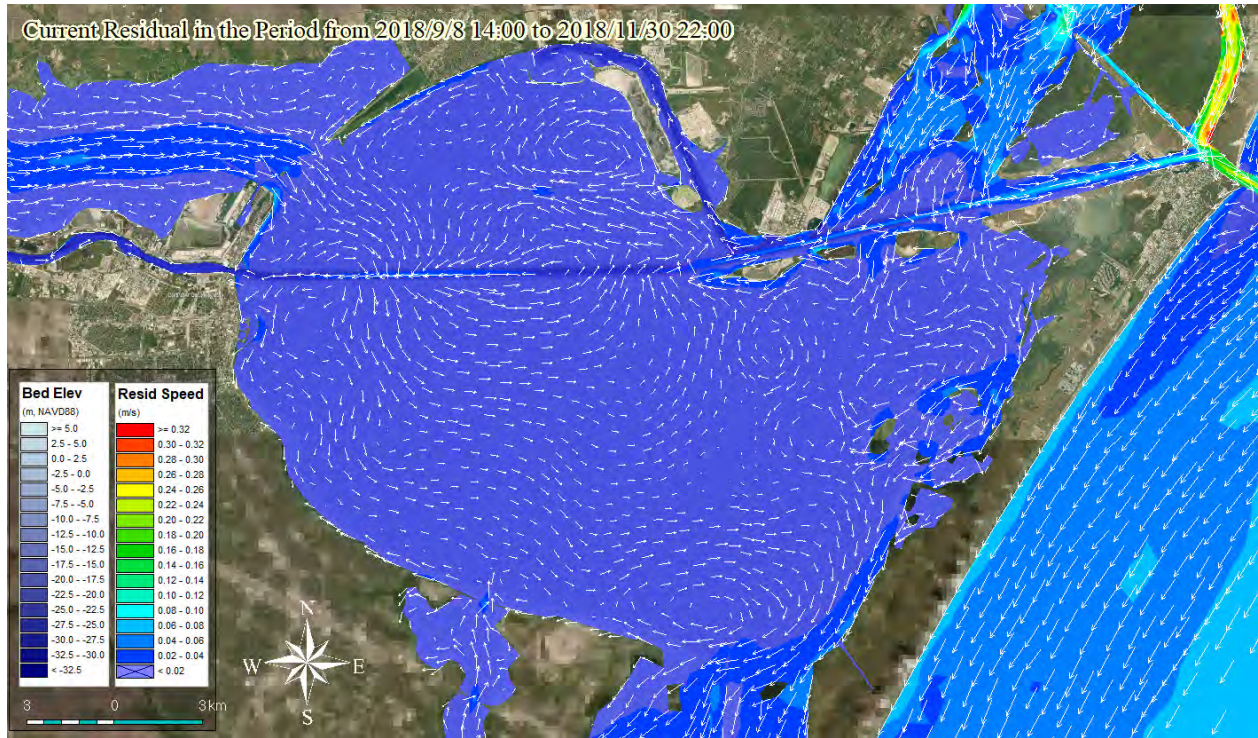 Current Residual in the Period from 2018/9/8 14:00 to 2018/11/30 22:00
Bed Elev
(m, NAVD88)
>= 5.0
2.5 - 5.0
0.0 - 2.5
-2.5 - 0.0
-5.0 - -2.5
-7.5 - -5.0
-10.0 - -7.5
-12.5 - -10.0
-15.0 - -12.5
-17.5 - -15.0
-20.0 - -17.5
-22.5 - -20.0
-25.0 - -22.5
-27.5 - -25.0
-30.0 - -27.5
-32.5 - -30.0
< -32.5
Resid Speed
(m/s)
>= 0.32
0.30 - 0.32
0.28 - 0.30
0.26 - 0.28
0.24 - 0.26
0.22 - 0.24
0.20 - 0.22
0.18 - 0.20
0.16 - 0.18
0.14 - 0.16
0.12 - 0.14
0.10 - 0.12
0.08 - 0.10
0.06 - 0.08
0.04 - 0.06
0.02 - 0.04
< 0.02
N
W E
S
3 0 3 km